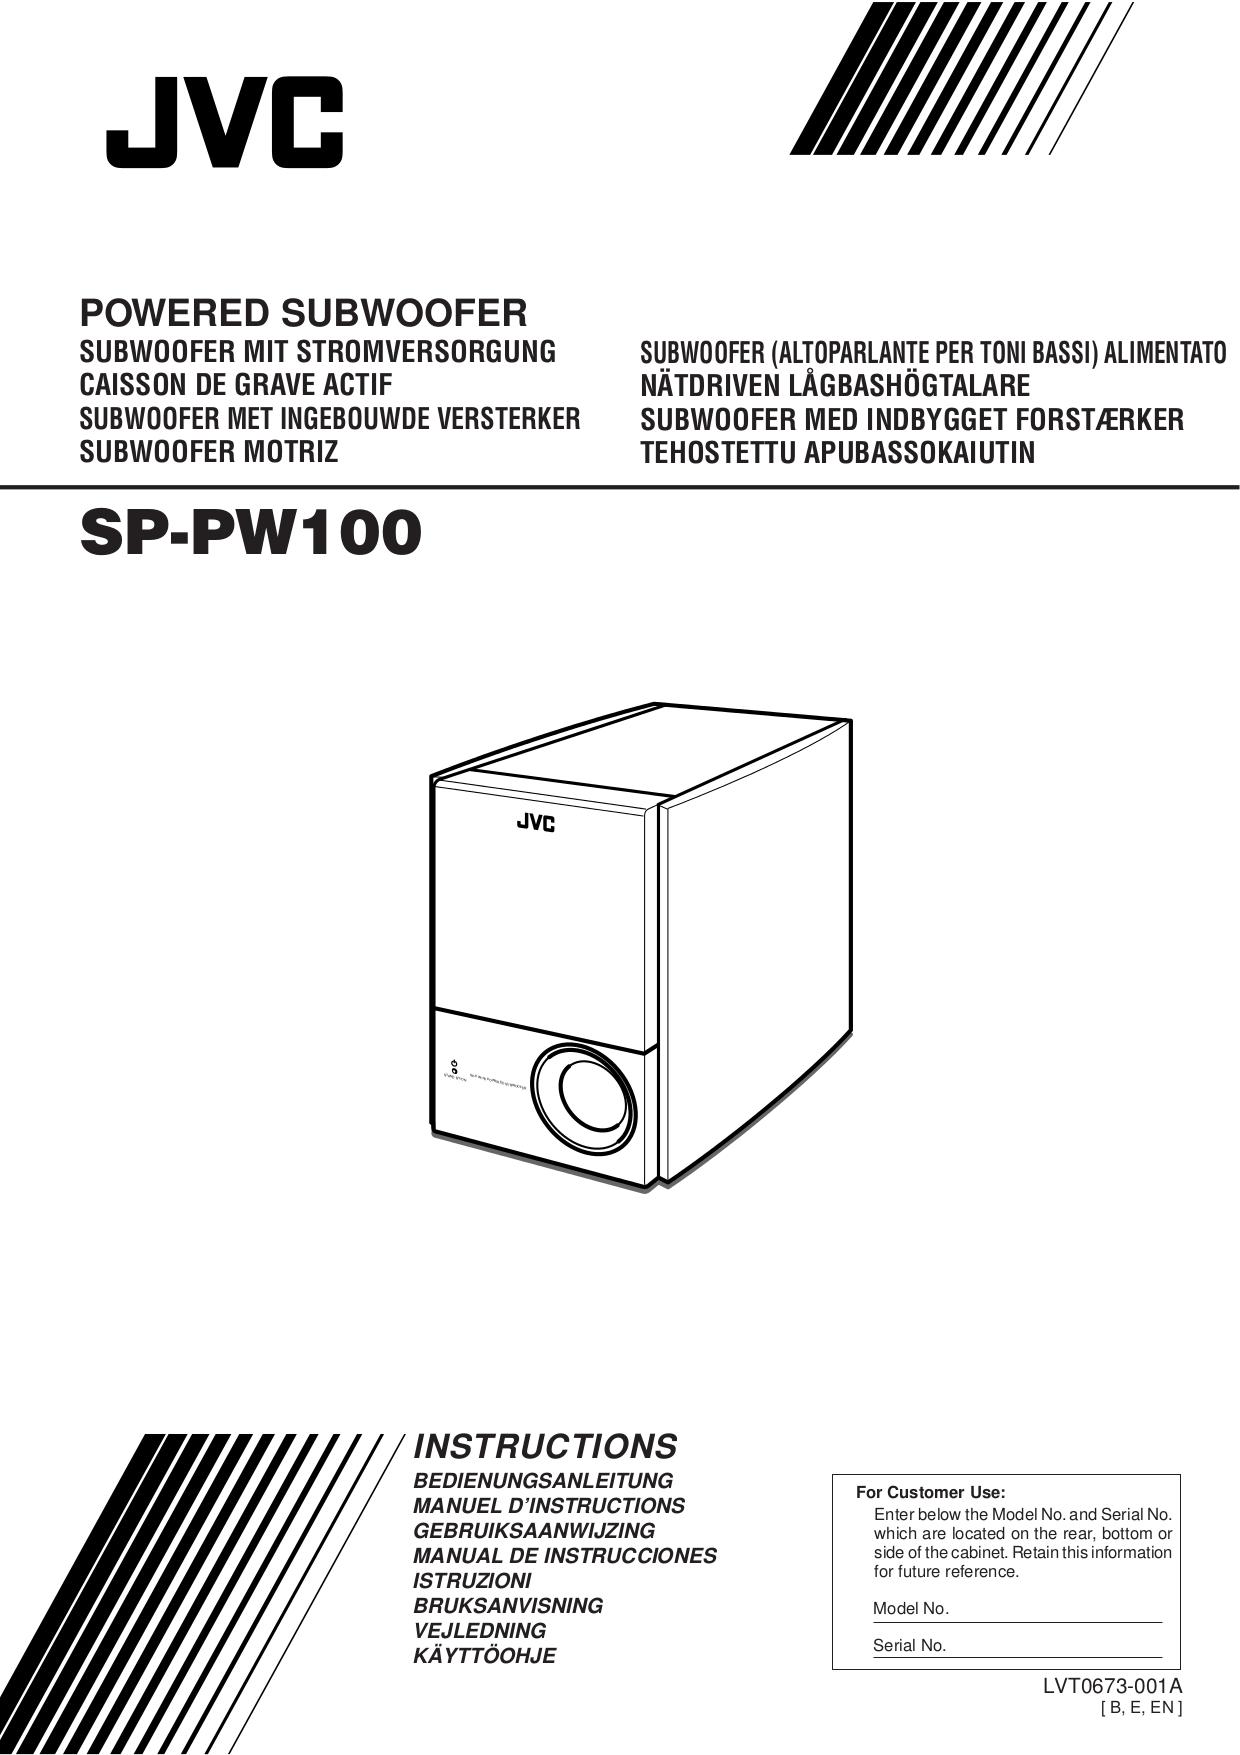 JVC
POWERED SUBWOOFER
SUBWOOFER MIT STROMVERSORGUNG
CAISSON DE GRAVE ACTIF
SUBWOOFER MET INGEBOUWDE VERSTERKER
SUBWOOFER MOTRIZ
SUBWOOFER (ALTOPARLANTE PER TONI BASSI) ALIMENTATO
NÄTDRIVEN LÅGBASHÖGTALARE
SUBWOOFER MED INDBYGGET FORSTÆRKER
TEHOSTETTU APUBASSOKAIUTIN
SP-PW100
JVC
INSTRUCTIONS
BEDIENUNGSANLEITUNG
MANUEL D'INSTRUCTIONS
GEBRUIKSAANWIJZING
MANUAL DE INSTRUCCIONES
ISTRUZIONI
BRUKSANVISNING
VEJLEDNING
KÄYTTÖOHJE
For Customer Use:
Enter below the Model No. and Serial No.
which are located on the rear, bottom or
side of the cabinet. Retain this information
for future reference.
Model No.
Serial No.
LVT0673-001A
[ B, E, EN ]